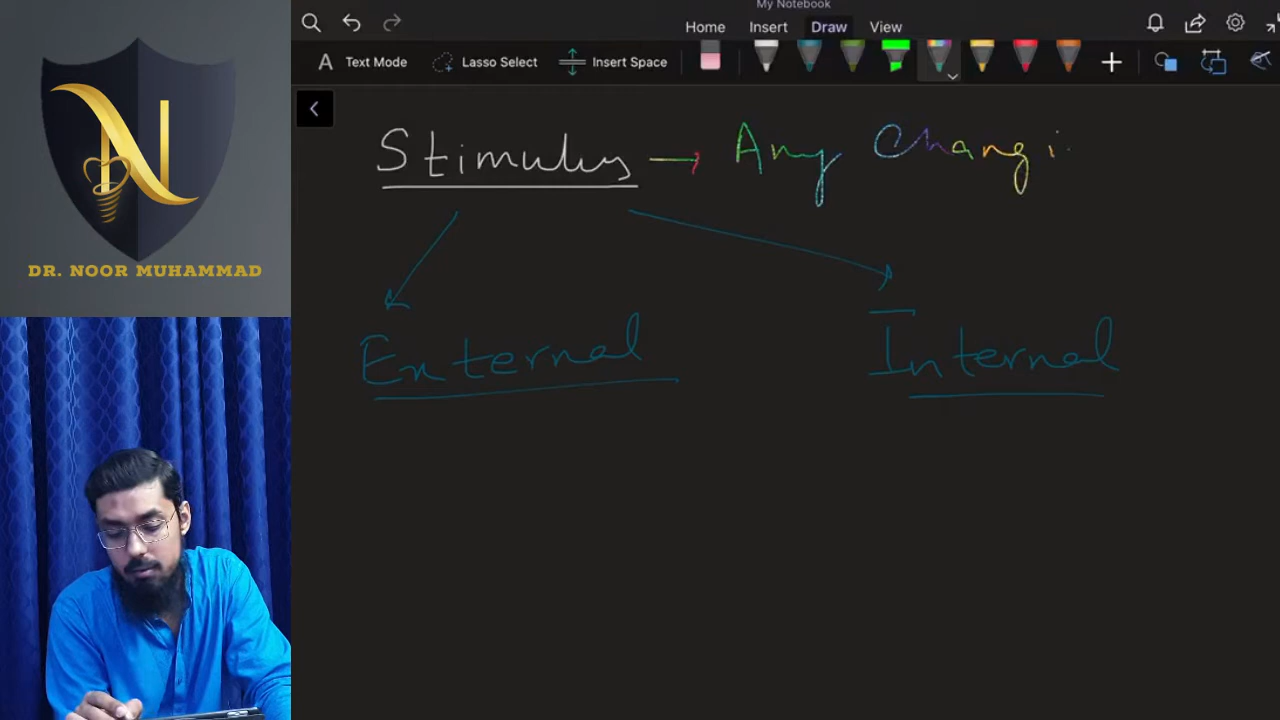 My Notebook
Home Insert Draw View
A Text Mode Lasso Select Insert Space
Stimulus → Any Changi
External Internal
N
DR. NOOR MUHAMMAD